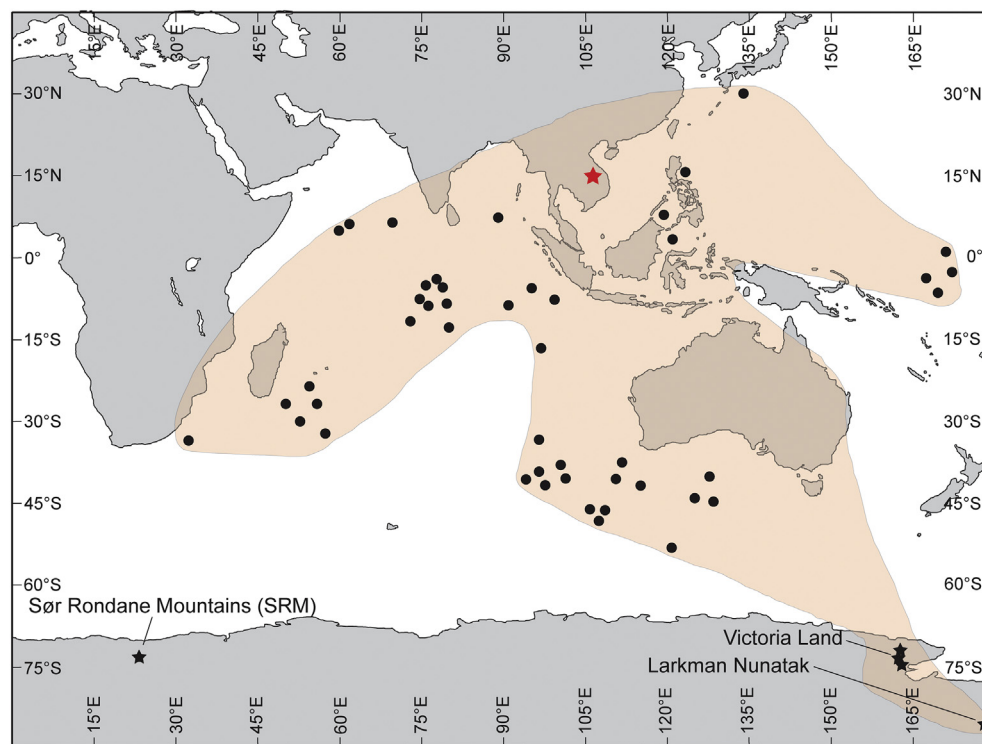 15°E
30°E
45°E
60°E
75°E
90°E
105°E
120°E
135°E
150°E
165°E
30°N
30°N
15°N
15°N
0°
0°
15°S
15°S
30°S
30°S
45°S
45°S
60°S
60°S
Sør Rondane Mountains (SRM)
Victoria Land
75°S
75°S
Larkman Nunatak
15°E
30°E
45°E
60°E
75°E
90°E
105°E
120°E
135°E
150°E
165°E